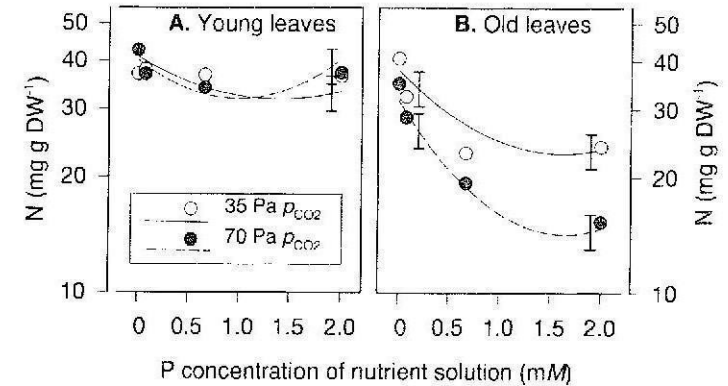 A. Young leaves
B. Old leaves
N (mg g DW⁻¹)
50
40
30
20
10
35 Pa pCO2
70 Pa pCO2
50
40
30
20
10
N (mg g DW⁻¹)
0 0.5 1.0 1.5 2.0
0 0.5 1.0 1.5 2.0
P concentration of nutrient solution (mM)